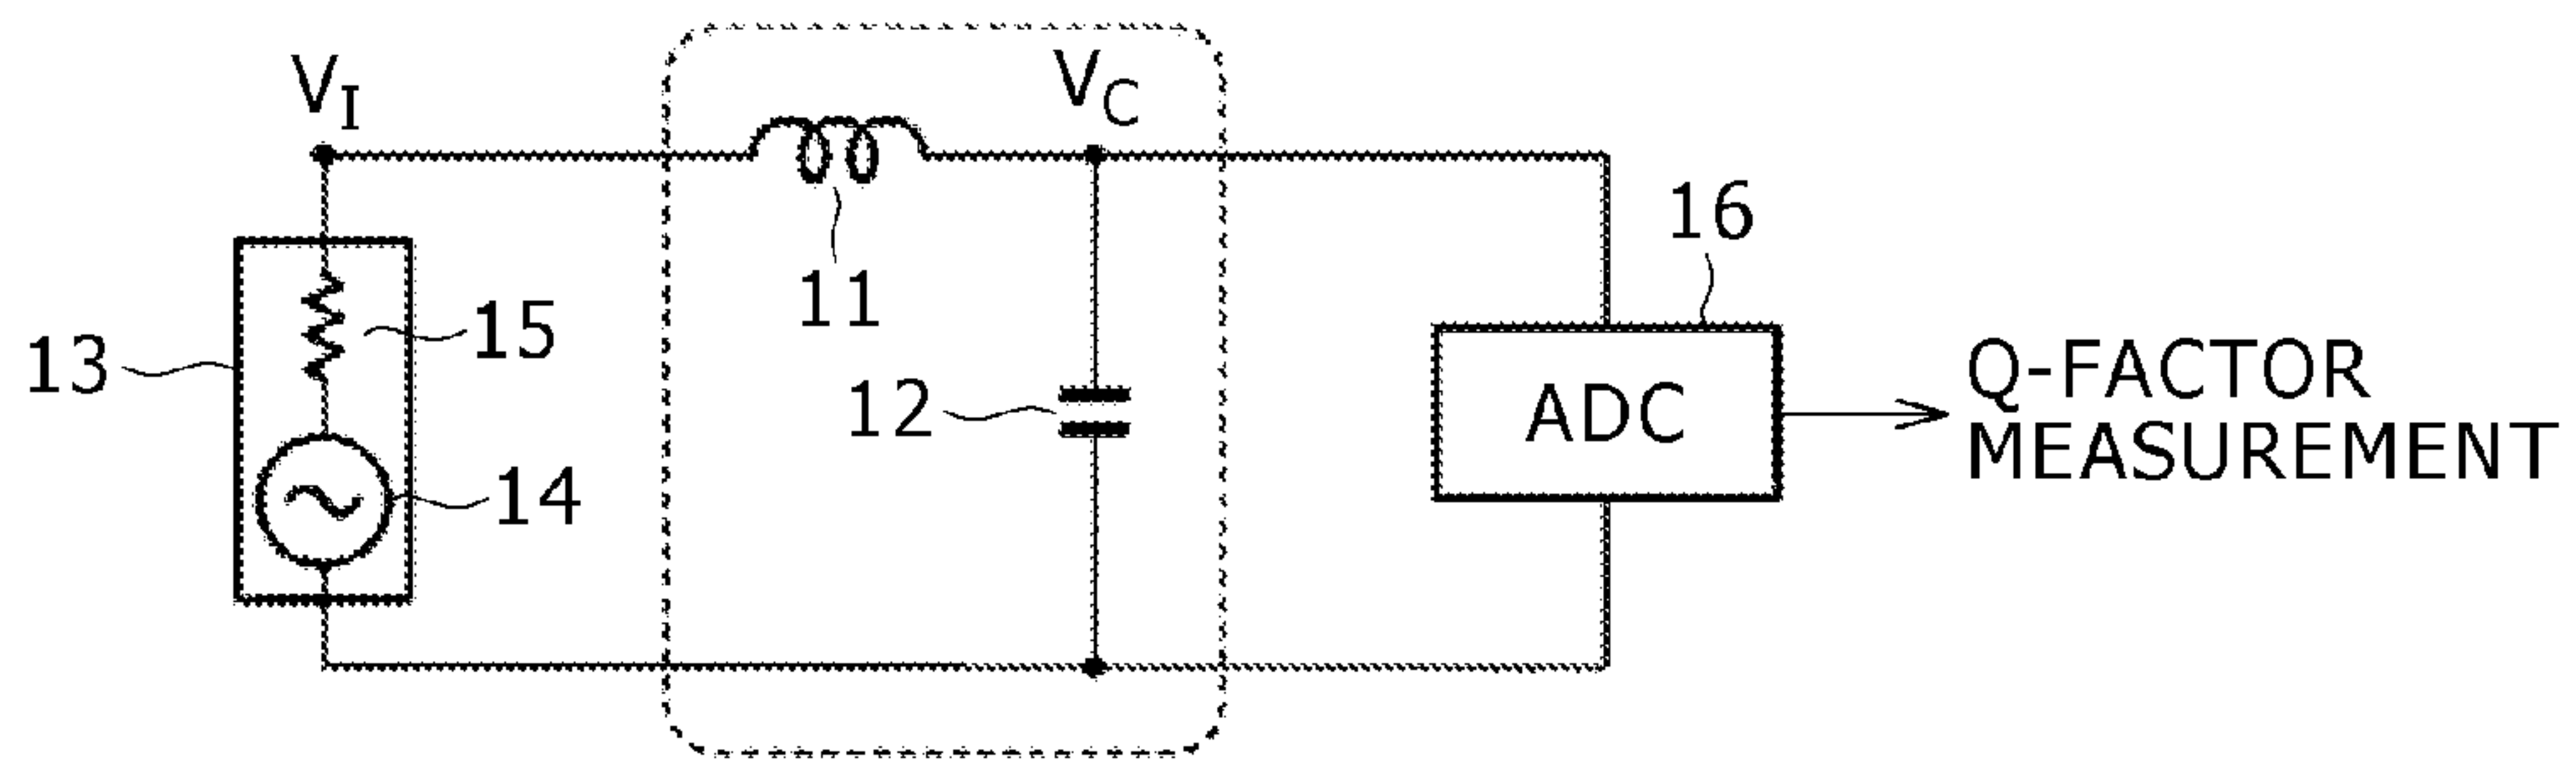 V_I
V_C
16
11
15
13
12
ADC
14
Q-FACTOR
MEASUREMENT